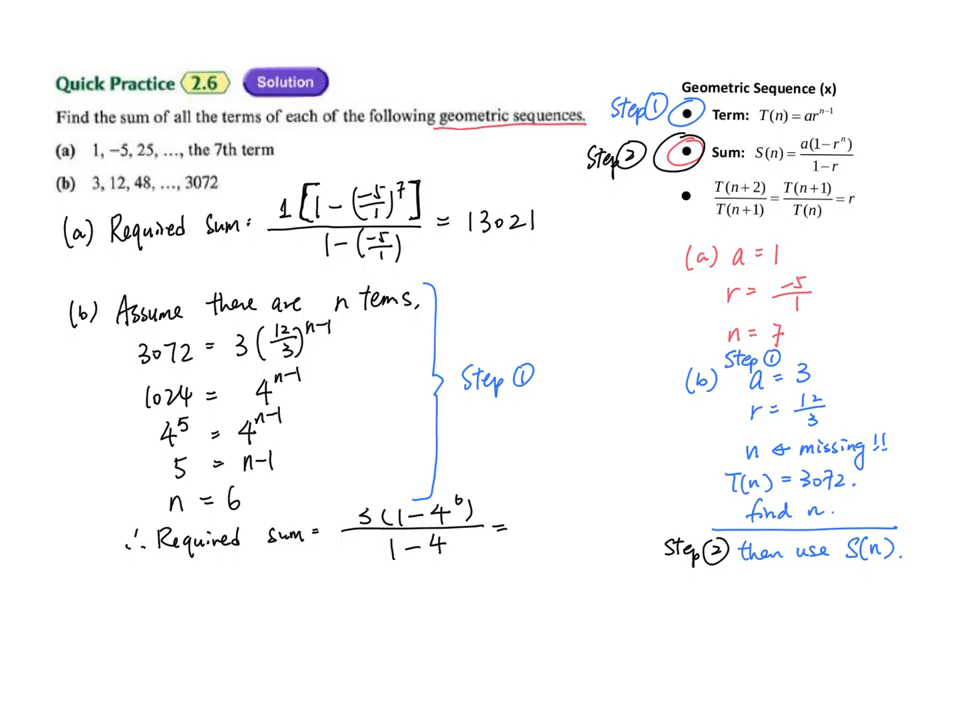 Quick Practice 2.6 Solution
Find the sum of all the terms of each of the following geometric sequences.
(a) 1, −5, 25, …, the 7th term
(b) 3, 12, 48, …, 3072
(a) Required sum: 1[1−(−5/1)^7] / 1−(−5/1) = 13021
(b) Assume there are n tems,
3072 = 3(12/3)^(n−1)
1024 = 4^(n−1)
4^5 = 4^(n−1)
5 = n−1
n = 6
∴ Required sum = 3(1−4^6) / 1−4 =
Step ①
Geometric Sequence (x)
Step ① • Term: T(n) = ar^(n−1)
Step ② • Sum: S(n) = a(1−r^n) / 1−r
• T(n+2)/T(n+1) = T(n+1)/T(n) = r
(a) a = 1
r = −5/1
n = 7
Step ①
(b) a = 3
r = 12/3
n ← missing!!
T(n) = 3072.
find n.
Step ② then use S(n).